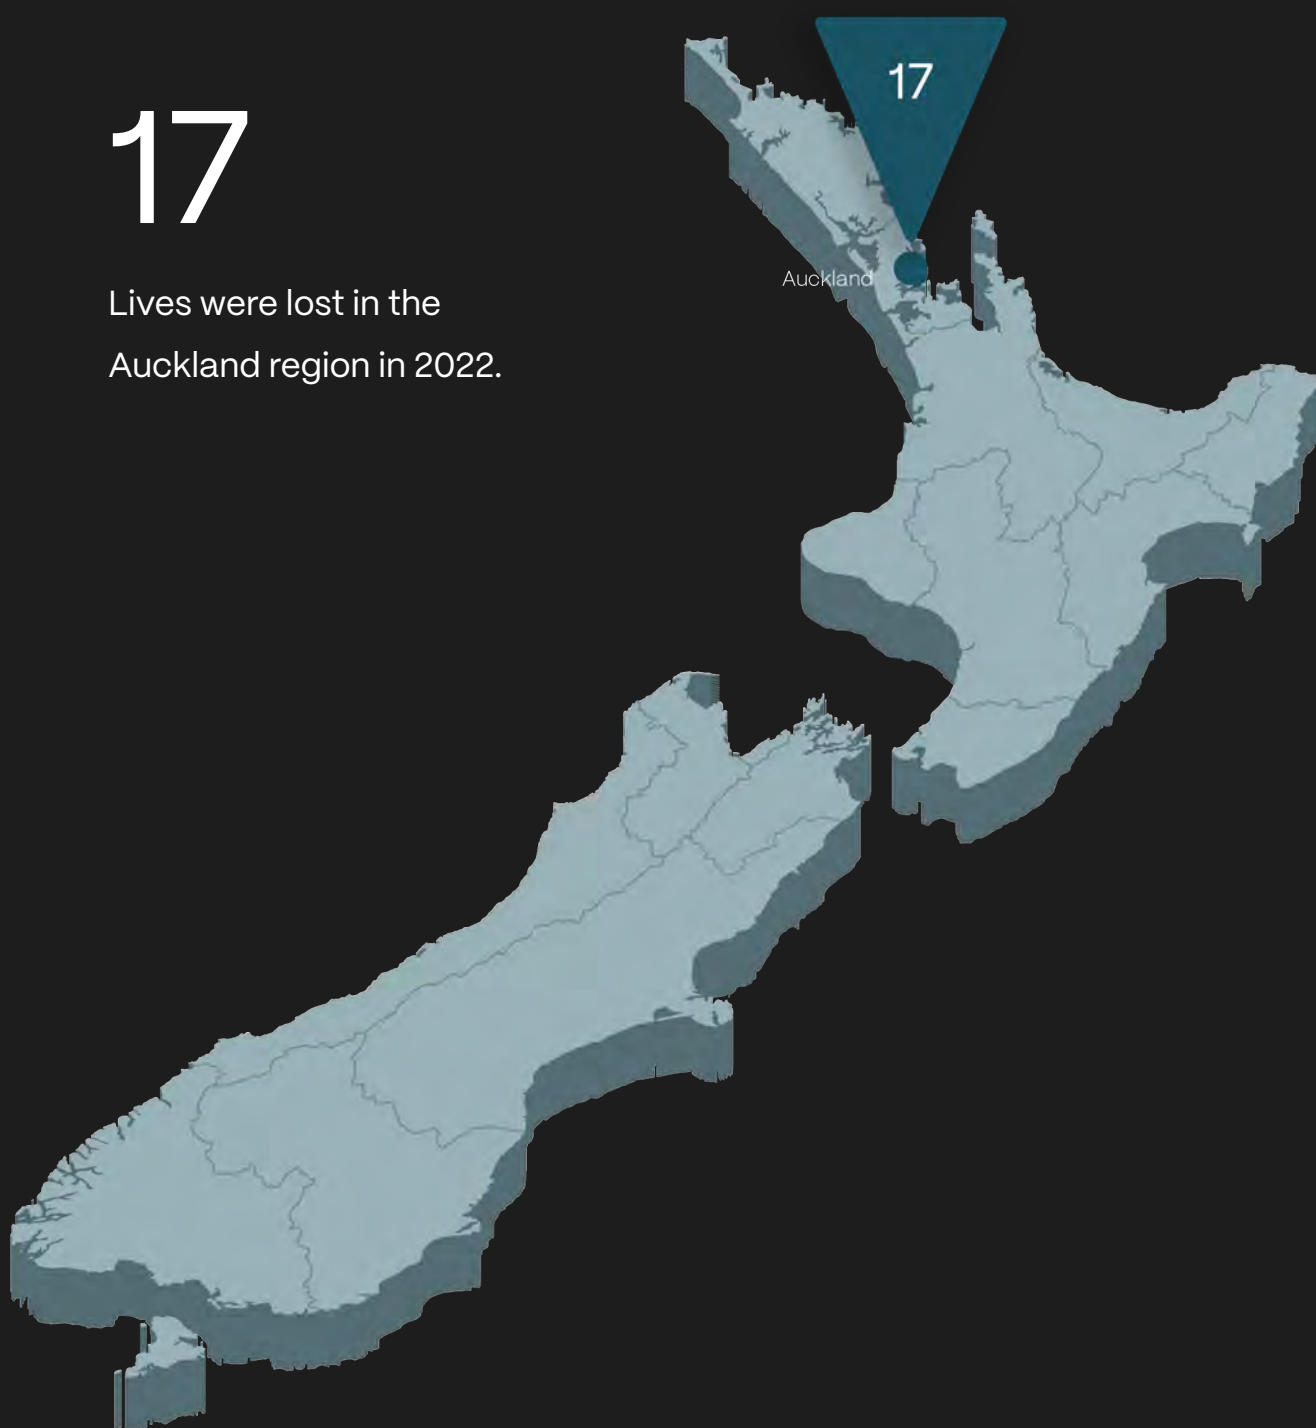 17
Lives were lost in the
Auckland region in 2022.
17
Auckland